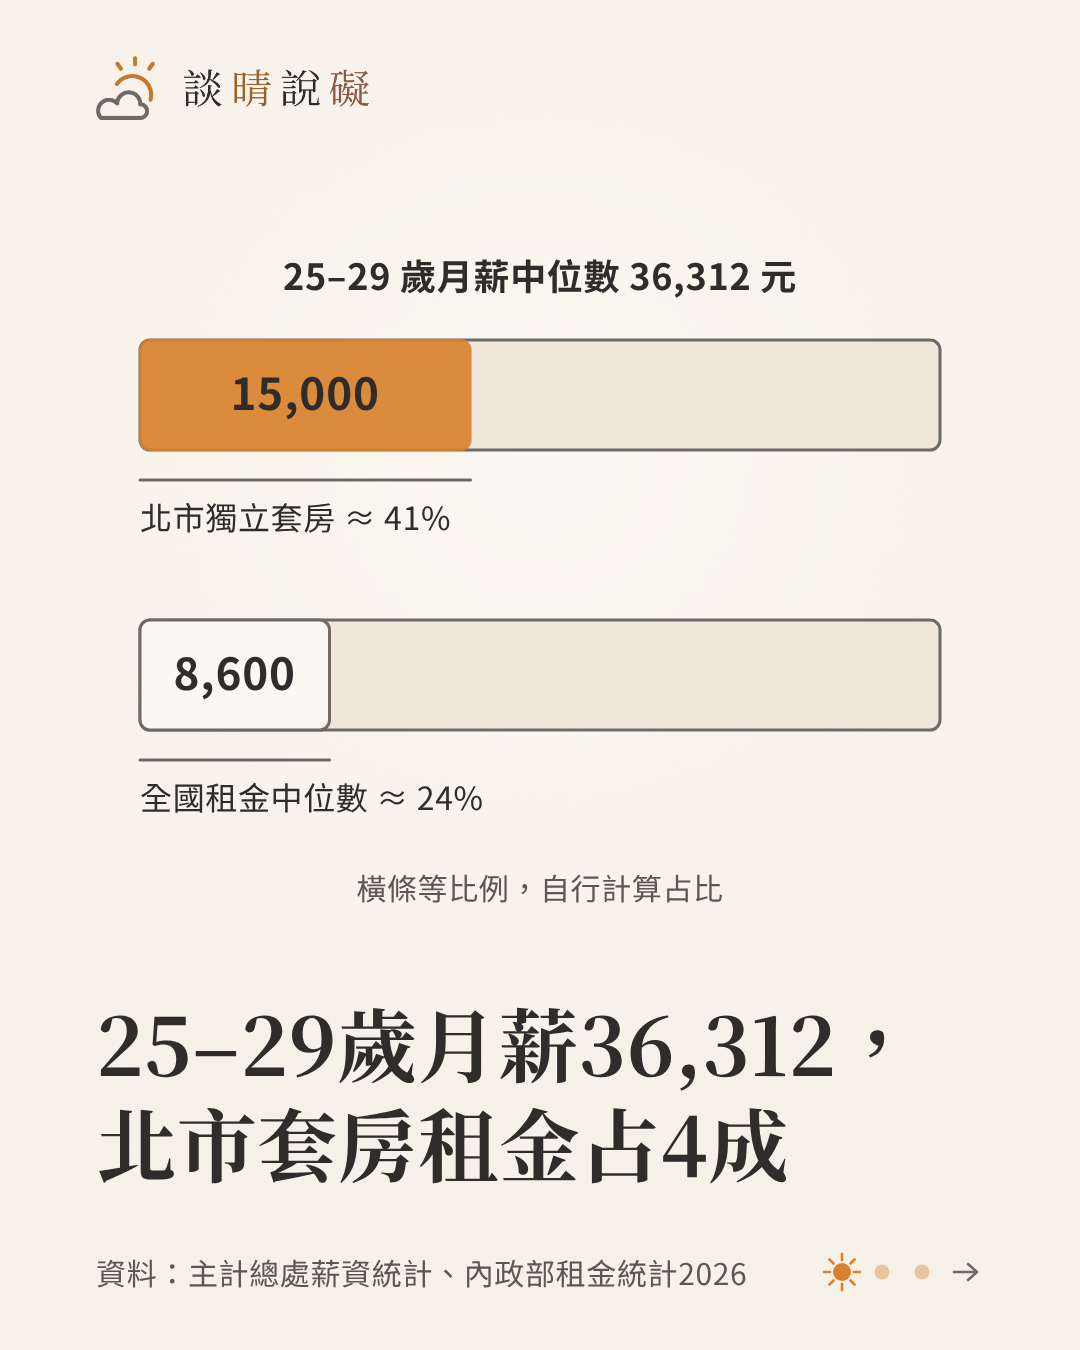 談晴說礙
25–29 歲月薪中位數 36,312 元
15,000
北市獨立套房 ≈ 41%
8,600
全國租金中位數 ≈ 24%
橫條等比例，自行計算占比
25–29歲月薪36,312，
北市套房租金占4成
資料：主計總處薪資統計、內政部租金統計2026